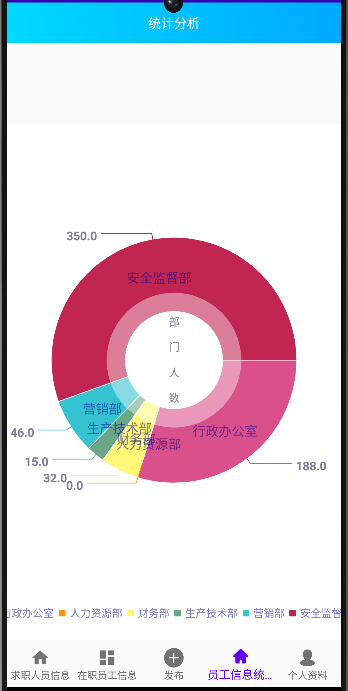 统计分析
350.0
安全监督部
部
门
人
数
营销部
生产技术部
财务部
人力资源部
行政办公室
46.0
15.0
32.0
0.0
188.0
行政办公室 人力资源部 财务部 生产技术部 营销部 安全监督
求职人员信息 在职员工信息 发布 员工信息统... 个人资料